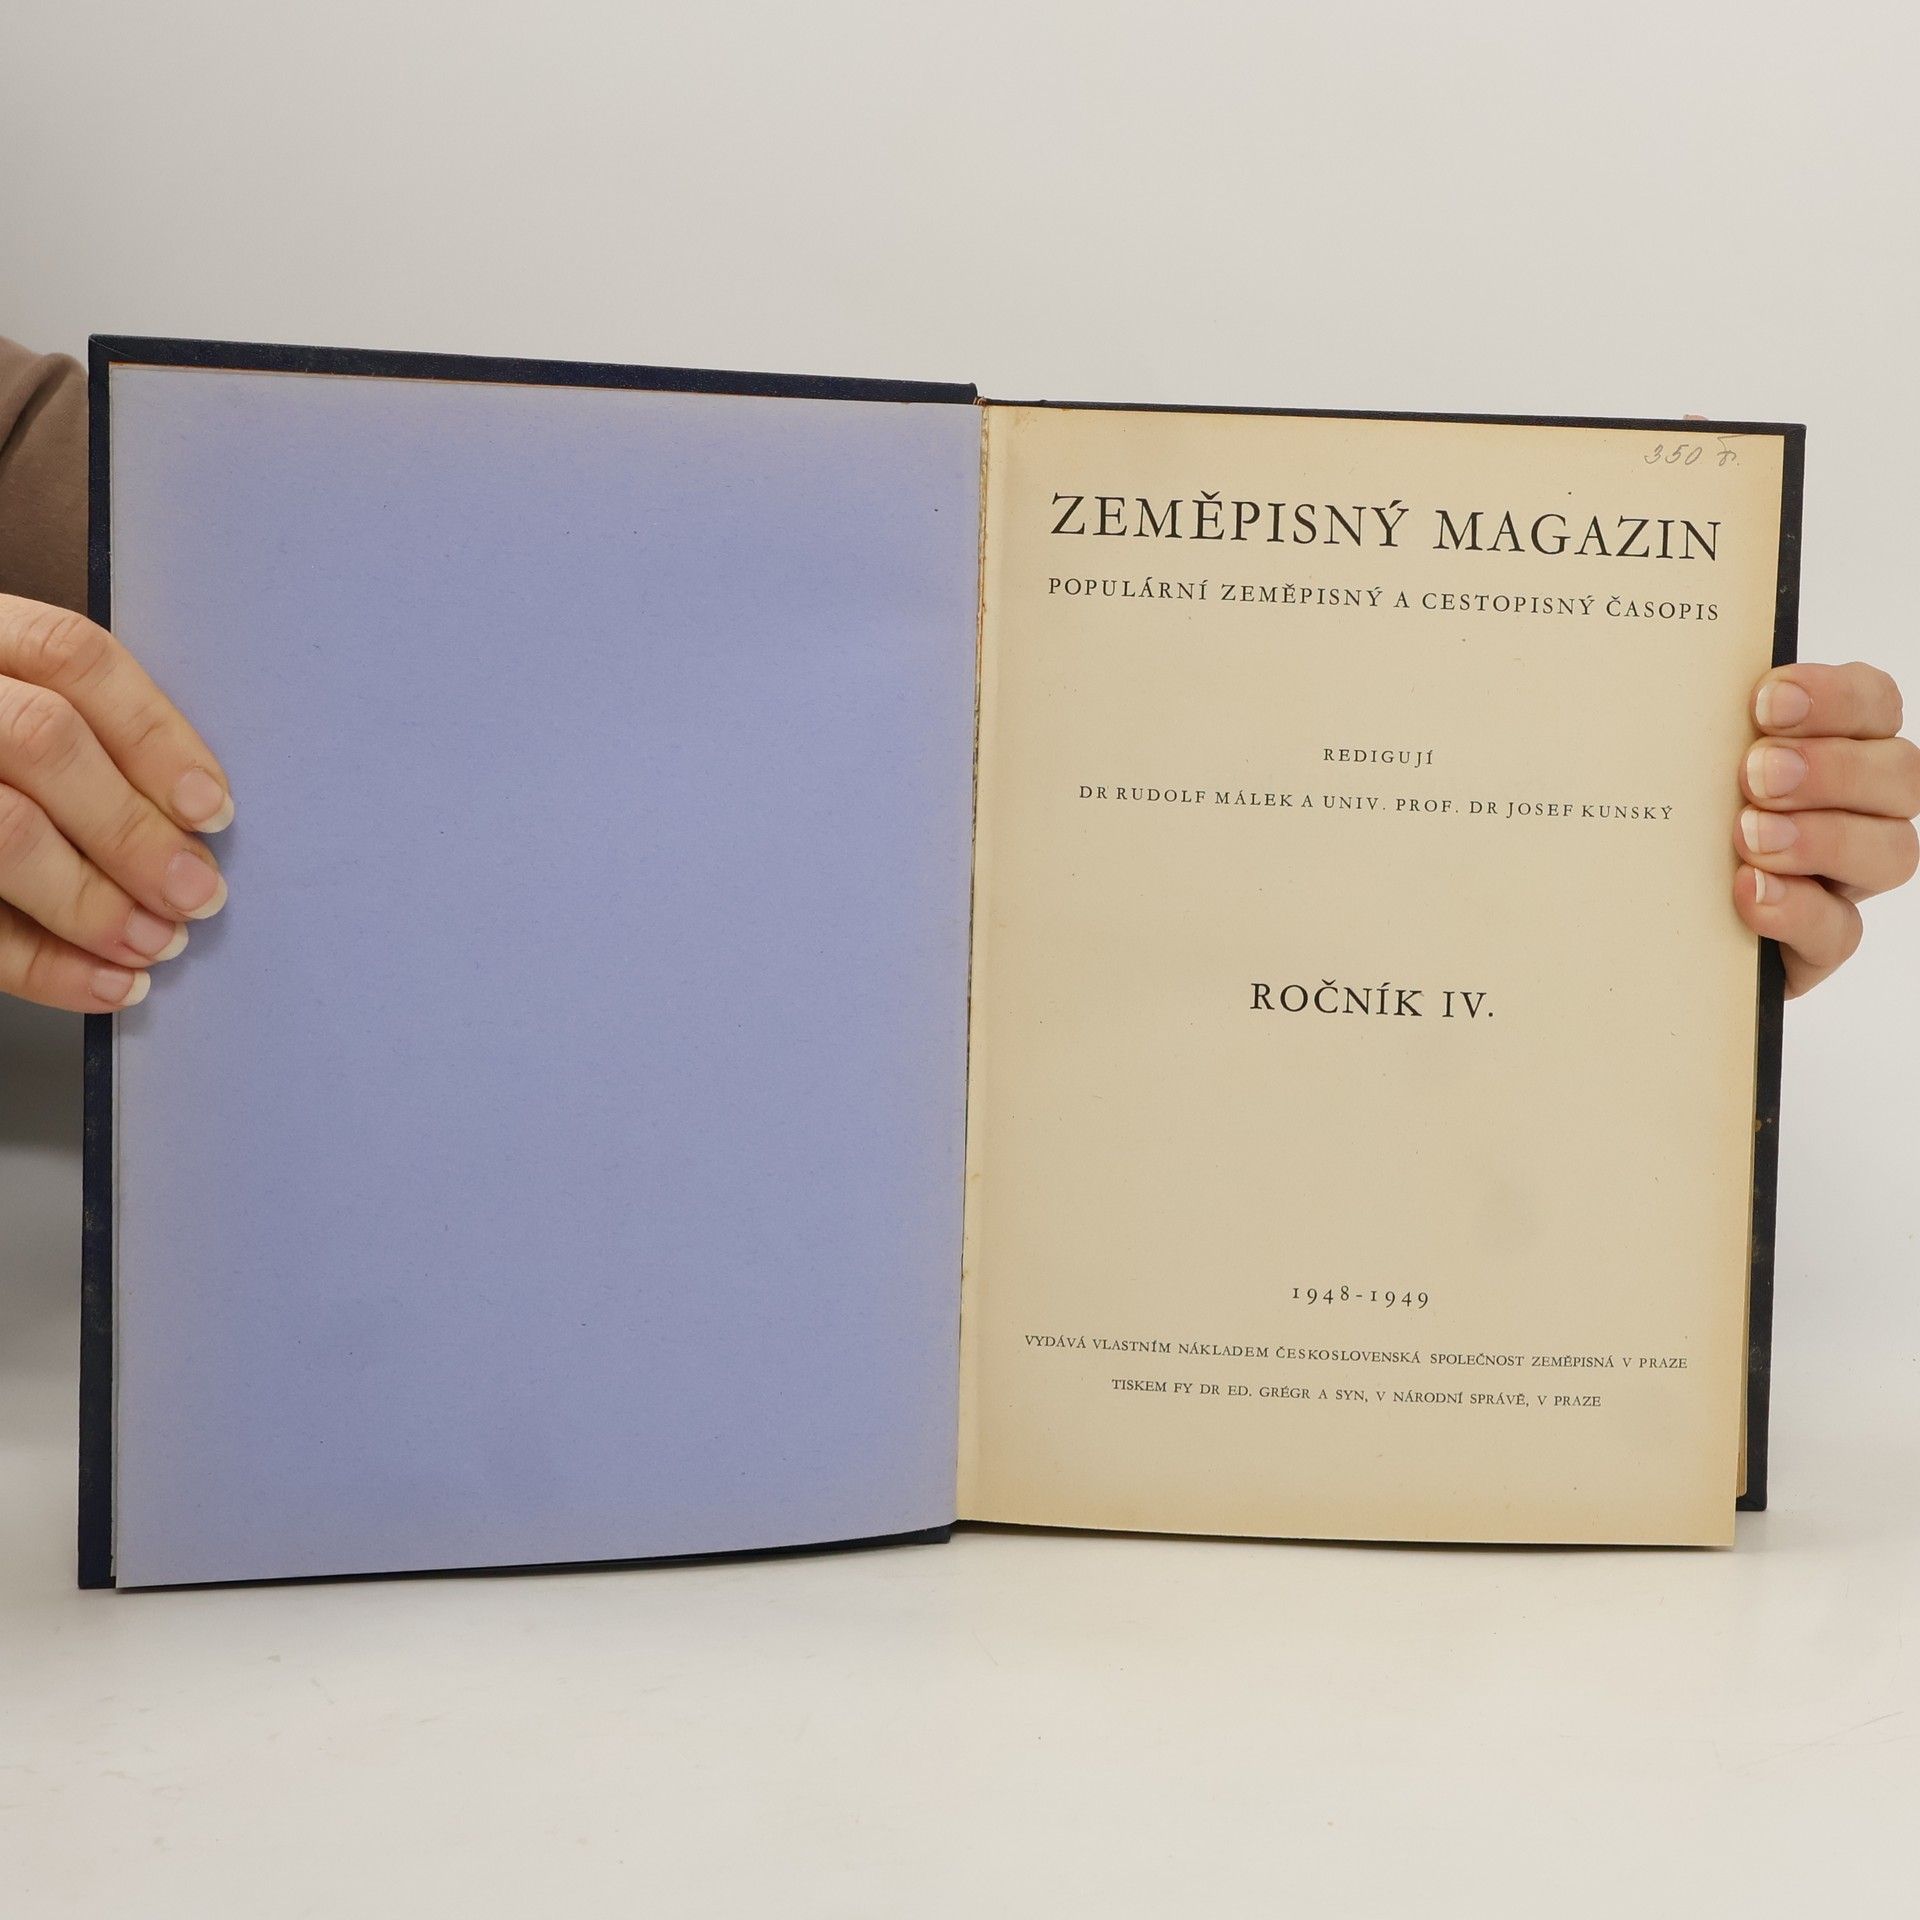 350
ZEMĚPISNÝ MAGAZIN
POPULÁRNÍ ZEMĚPISNÝ A CESTOPISNÝ ČASOPIS
REDIGUJÍ
DR RUDOLF MÁLEK A UNIV. PROF. DR JOSEF KUNSKÝ
ROČNÍK IV.
1948-1949
VYDÁVÁ VLASTNÍM NÁKLADEM ČESKOSLOVENSKÁ SPOLEČNOST ZEMĚPISNÁ V PRAZE
TISKEM FY DR ED. GRÉGR A SYN, V NÁRODNÍ SPRÁVĚ, V PRAZE